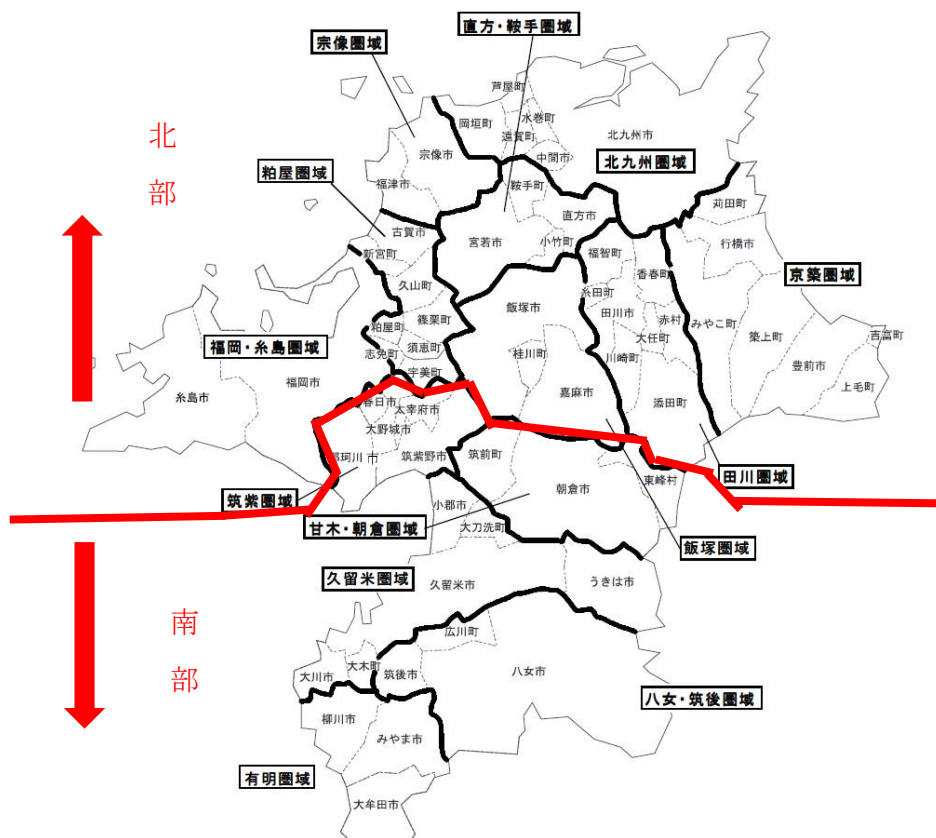 直方・鞍手圏域
宗像圏域
芦屋町
岡垣町
水巻町
遠賀町
北九州市
北
部
宗像市
中間市
北九州圏域
粕屋圏域
福津市
鞍手町
苅田町
直方市
古賀市
宮若市
小竹町
福智町
行橋市
新宮町
香春町
久山町
飯塚市
糸田町
京築圏域
田川市
赤村
みやこ町
粕屋町
篠栗町
大任町
築上町
吉富町
福岡・糸島圏域
志免町
須恵町
桂川町
川崎町
豊前市
宇美町
福岡市
嘉麻市
上毛町
糸島市
春日市
太宰府市
添田町
大野城市
那珂川市
筑紫野市
筑前町
田川圏域
東峰村
朝倉市
筑紫圏域
小郡市
甘木・朝倉圏域
大刀洗町
飯塚圏域
久留米圏域
久留米市
うきは市
南
部
広川町
大木町
大川市
筑後市
八女市
八女・筑後圏域
柳川市
みやま市
有明圏域
大牟田市